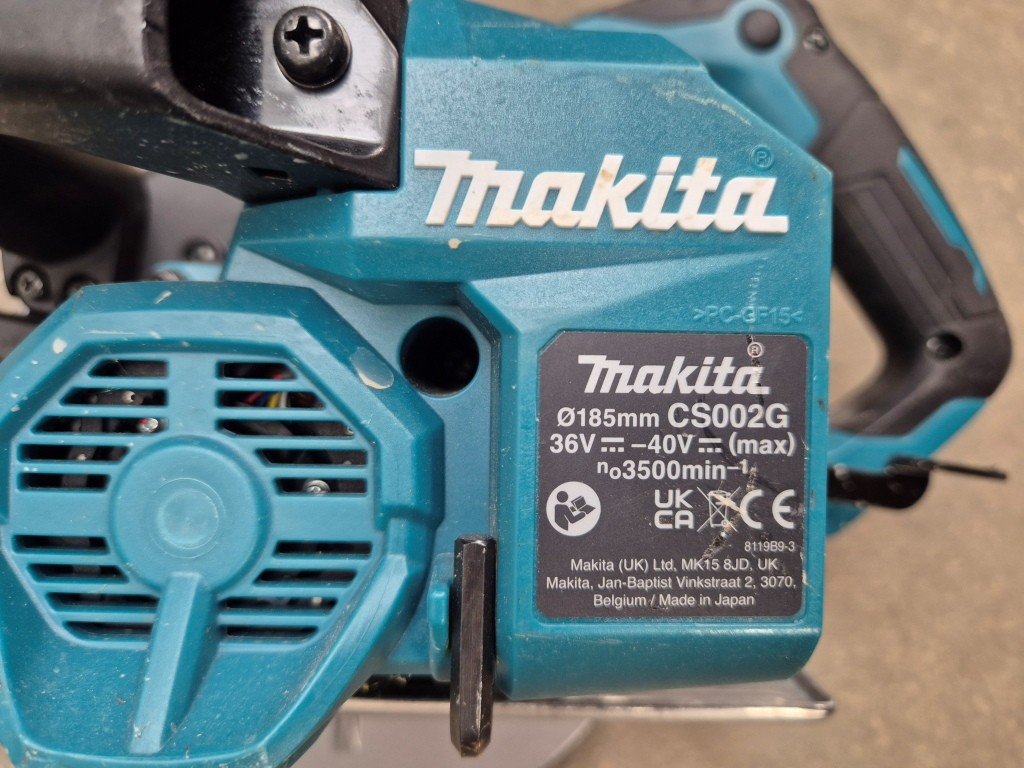 makita®
>PC-GF15<
makita®
Ø185mm CS002G
36V ⎓ –40V ⎓ (max)
no3500min–1
UK
CA CE
8119B9-3
Makita (UK) Ltd, MK15 8JD, UK
Makita, Jan-Baptist Vinkstraat 2, 3070,
Belgium / Made in Japan